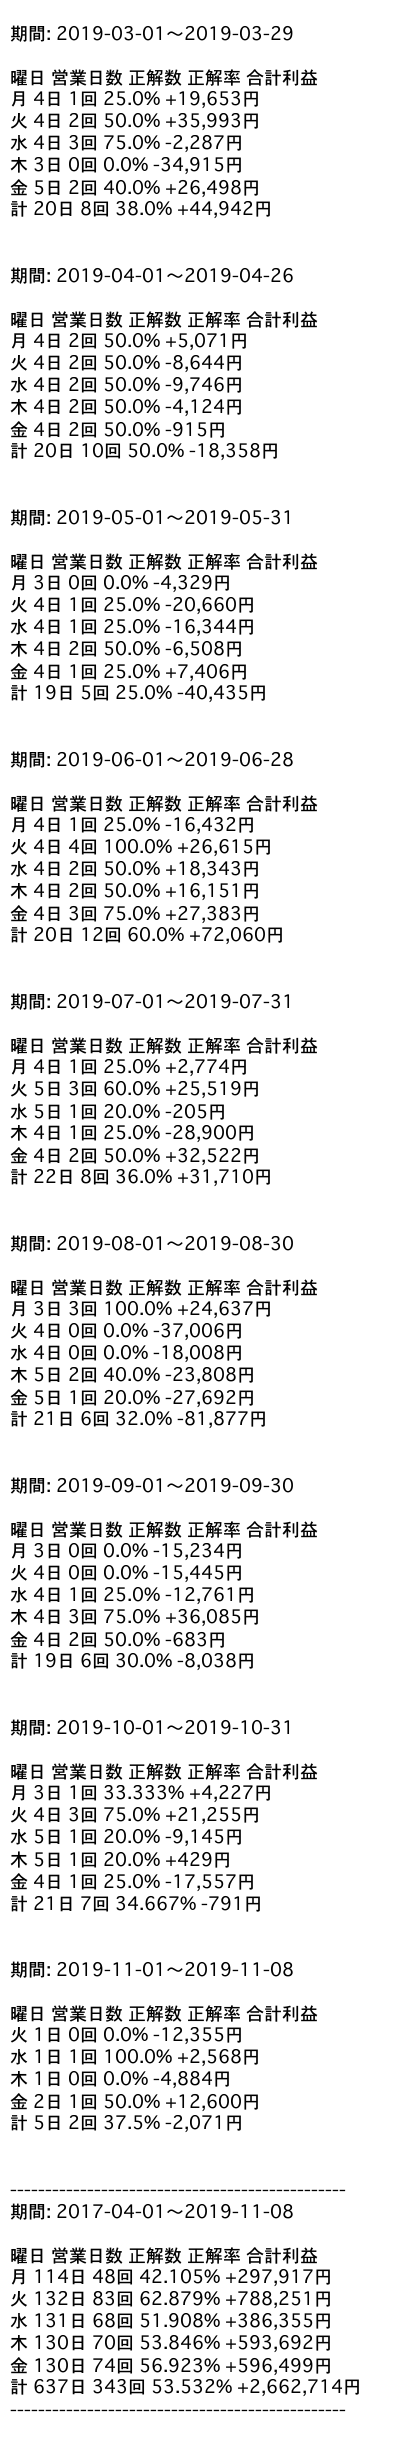 期間: 2019-03-01〜2019-03-29
曜日 営業日数 正解数 正解率 合計利益
月 4日 1回 25.0% +19,653円
火 4日 2回 50.0% +35,993円
水 4日 3回 75.0% -2,287円
木 3日 0回 0.0% -34,915円
金 5日 2回 40.0% +26,498円
計 20日 8回 38.0% +44,942円
期間: 2019-04-01〜2019-04-26
曜日 営業日数 正解数 正解率 合計利益
月 4日 2回 50.0% +5,071円
火 4日 2回 50.0% -8,644円
水 4日 2回 50.0% -9,746円
木 4日 2回 50.0% -4,124円
金 4日 2回 50.0% -915円
計 20日 10回 50.0% -18,358円
期間: 2019-05-01〜2019-05-31
曜日 営業日数 正解数 正解率 合計利益
月 3日 0回 0.0% -4,329円
火 4日 1回 25.0% -20,660円
水 4日 1回 25.0% -16,344円
木 4日 2回 50.0% -6,508円
金 4日 1回 25.0% +7,406円
計 19日 5回 25.0% -40,435円
期間: 2019-06-01〜2019-06-28
曜日 営業日数 正解数 正解率 合計利益
月 4日 1回 25.0% -16,432円
火 4日 4回 100.0% +26,615円
水 4日 2回 50.0% +18,343円
木 4日 2回 50.0% +16,151円
金 4日 3回 75.0% +27,383円
計 20日 12回 60.0% +72,060円
期間: 2019-07-01〜2019-07-31
曜日 営業日数 正解数 正解率 合計利益
月 4日 1回 25.0% +2,774円
火 5日 3回 60.0% +25,519円
水 5日 1回 20.0% -205円
木 4日 1回 25.0% -28,900円
金 4日 2回 50.0% +32,522円
計 22日 8回 36.0% +31,710円
期間: 2019-08-01〜2019-08-30
曜日 営業日数 正解数 正解率 合計利益
月 3日 3回 100.0% +24,637円
火 4日 0回 0.0% -37,006円
水 4日 0回 0.0% -18,008円
木 5日 2回 40.0% -23,808円
金 5日 1回 20.0% -27,692円
計 21日 6回 32.0% -81,877円
期間: 2019-09-01〜2019-09-30
曜日 営業日数 正解数 正解率 合計利益
月 3日 0回 0.0% -15,234円
火 4日 0回 0.0% -15,445円
水 4日 1回 25.0% -12,761円
木 4日 3回 75.0% +36,085円
金 4日 2回 50.0% -683円
計 19日 6回 30.0% -8,038円
期間: 2019-10-01〜2019-10-31
曜日 営業日数 正解数 正解率 合計利益
月 3日 1回 33.333% +4,227円
火 4日 3回 75.0% +21,255円
水 5日 1回 20.0% -9,145円
木 5日 1回 20.0% +429円
金 4日 1回 25.0% -17,557円
計 21日 7回 34.667% -791円
期間: 2019-11-01〜2019-11-08
曜日 営業日数 正解数 正解率 合計利益
火 1日 0回 0.0% -12,355円
水 1日 1回 100.0% +2,568円
木 1日 0回 0.0% -4,884円
金 2日 1回 50.0% +12,600円
計 5日 2回 37.5% -2,071円
------------------------------------------------
期間: 2017-04-01〜2019-11-08
曜日 営業日数 正解数 正解率 合計利益
月 114日 48回 42.105% +297,917円
火 132日 83回 62.879% +788,251円
水 131日 68回 51.908% +386,355円
木 130日 70回 53.846% +593,692円
金 130日 74回 56.923% +596,499円
計 637日 343回 53.532% +2,662,714円
------------------------------------------------